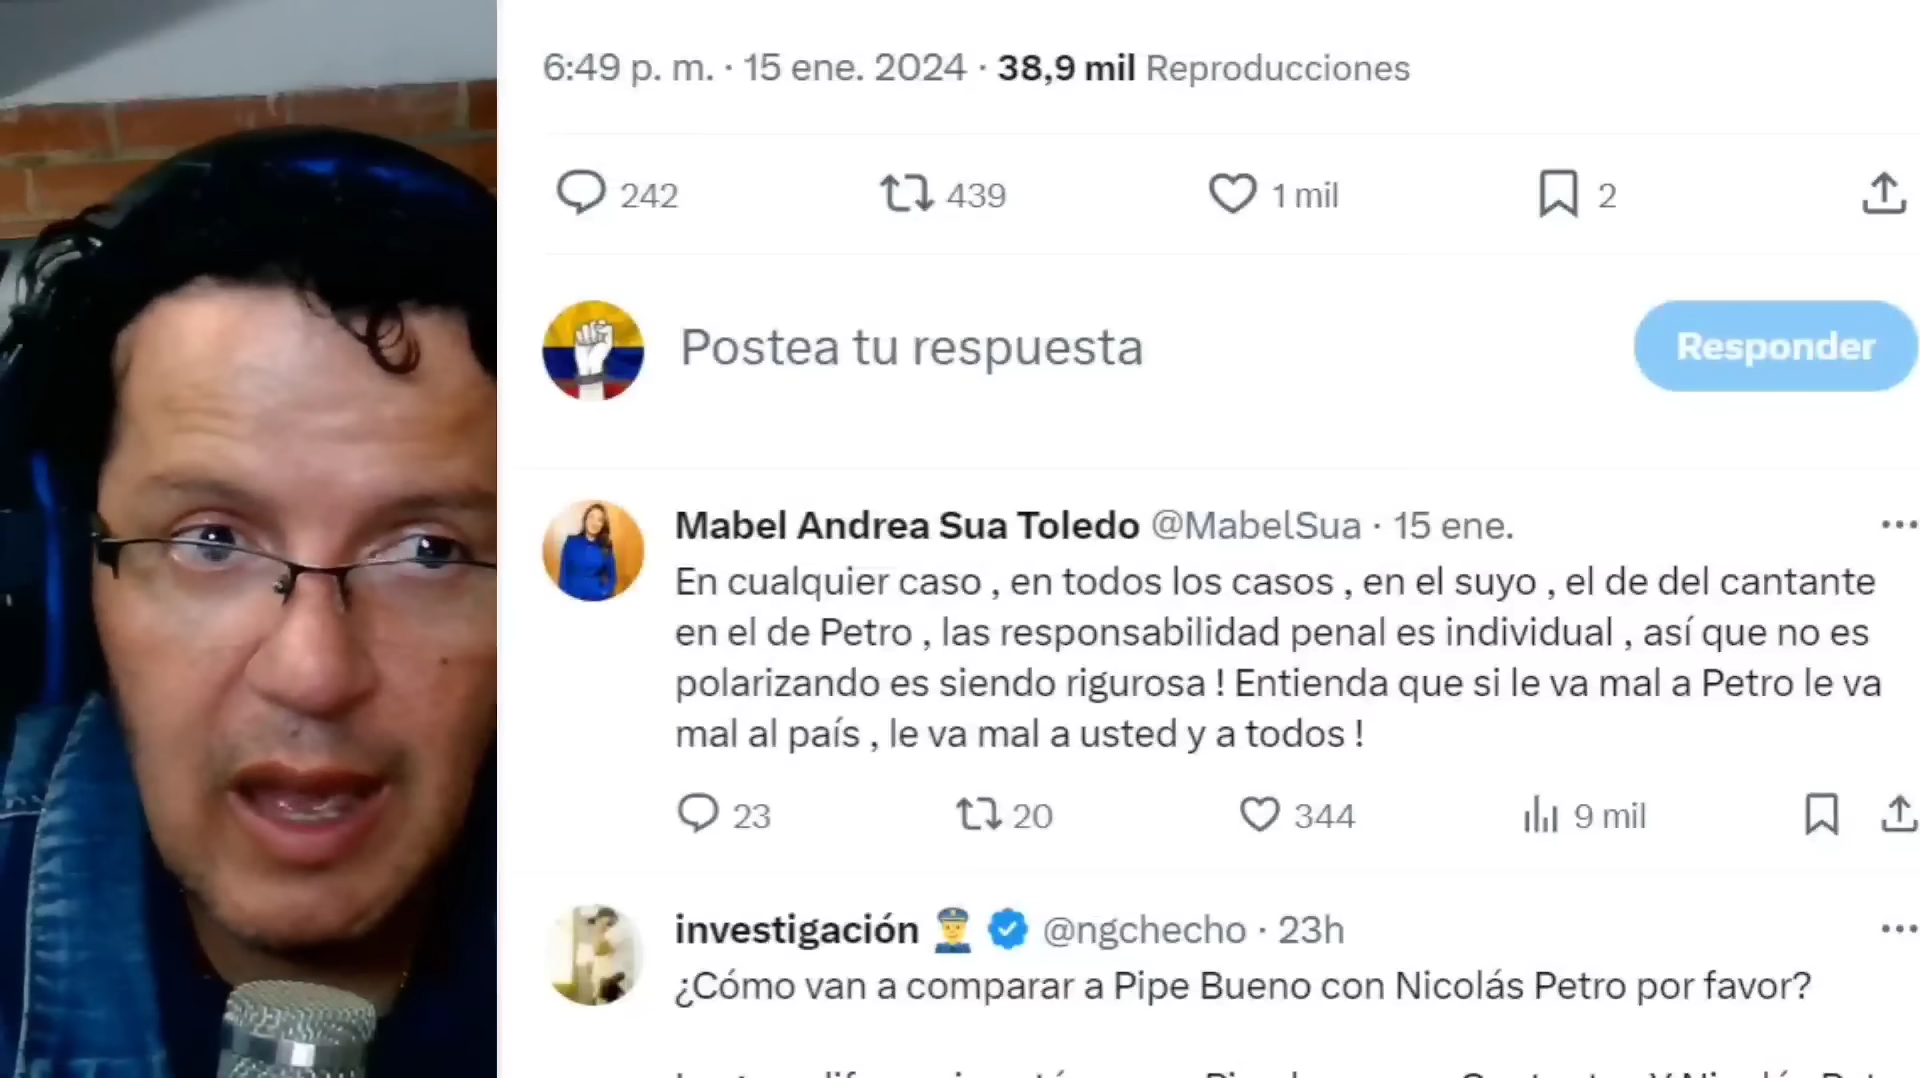 6:49 p. m. · 15 ene. 2024 · 38,9 mil Reproducciones
242 439 1 mil 2
Postea tu respuesta
Responder
Mabel Andrea Sua Toledo @MabelSua · 15 ene.
En cualquier caso , en todos los casos , en el suyo , el de del cantante
en el de Petro , las responsabilidad penal es individual , así que no es
polarizando es siendo rigurosa ! Entienda que si le va mal a Petro le va
mal al país , le va mal a usted y a todos !
23 20 344 9 mil
investigación @ngchecho · 23h
¿Cómo van a comparar a Pipe Bueno con Nicolás Petro por favor?